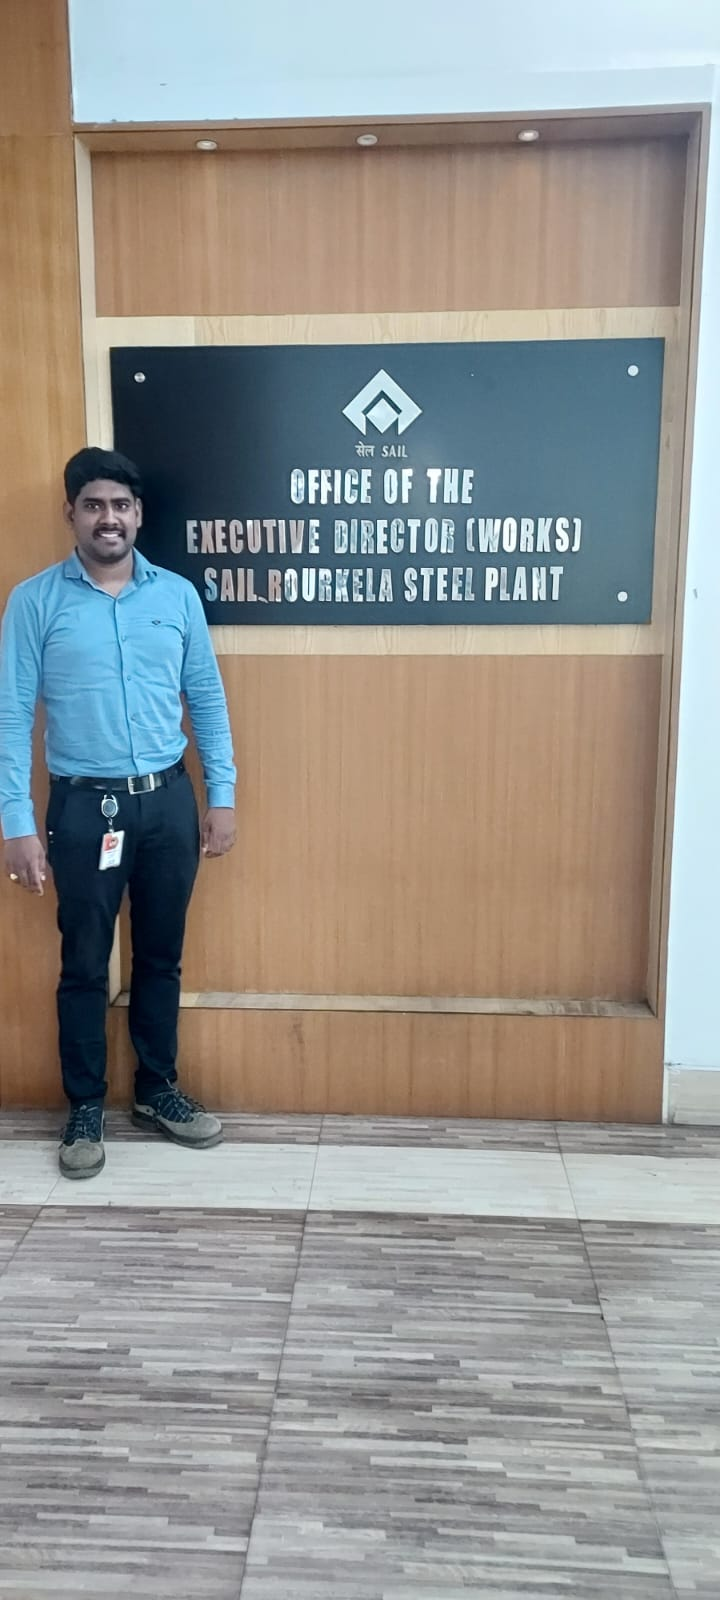 सेल SAIL
OFFICE OF THE
EXECUTIVE DIRECTOR (WORKS)
SAIL, ROURKELA STEEL PLANT